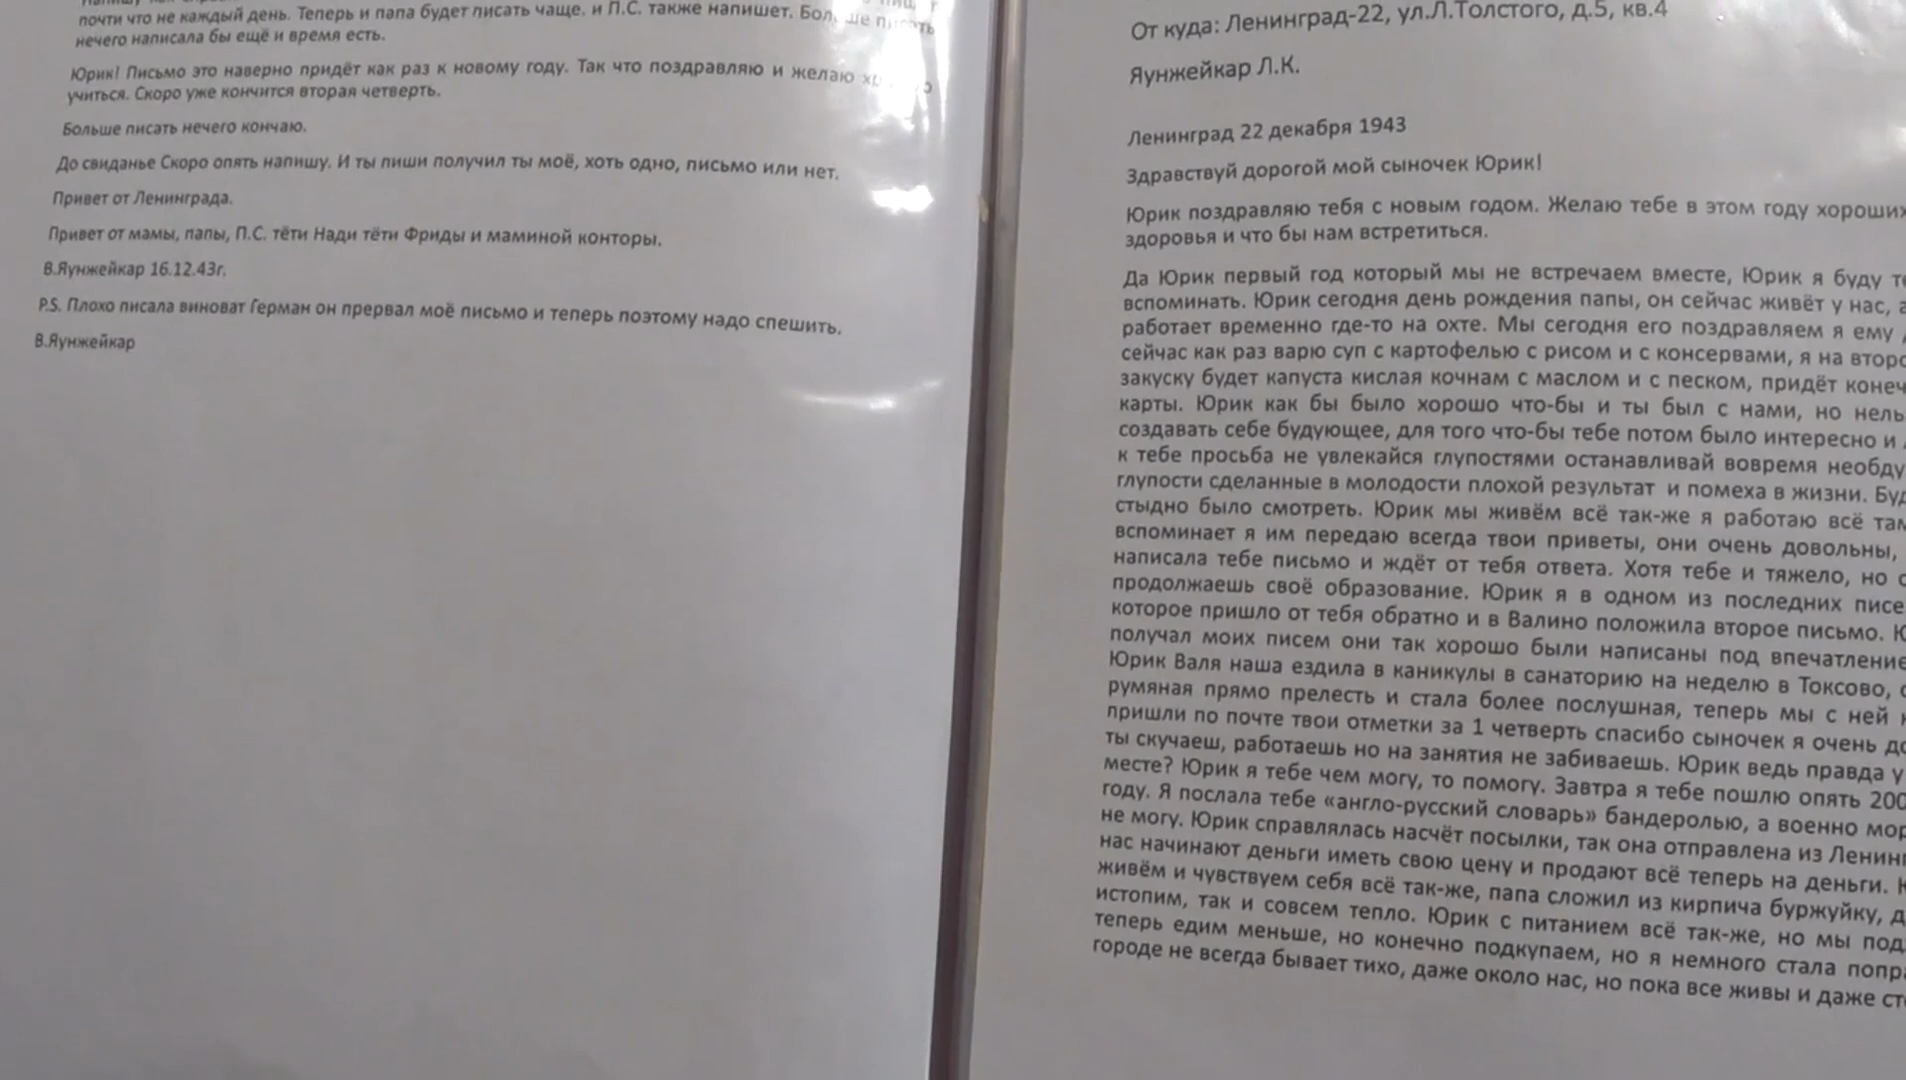 почти что не каждый день. Теперь и папа будет писать чаще. и П.С. также напишет. Больше писать
нечего написала бы ещё и время есть.
Юрик! Письмо это наверно придёт как раз к новому году. Так что поздравляю и желаю
учиться. Скоро уже кончится вторая четверть.
Больше писать нечего кончаю.
До свиданье Скоро опять напишу. И ты пиши получил ты моё, хоть одно, письмо или нет.
Привет от Ленинграда.
Привет от мамы, папы, П.С. тёти Нади тёти Фриды и маминой конторы.
В.Яунжейкар 16.12.43г.
P.S. Плохо писала виноват Герман он прервал моё письмо и теперь поэтому надо спешить.
В.Яунжейкар
От куда: Ленинград-22, ул.Л.Толстого, д.5, кв.4
Яунжейкар Л.К.
Ленинград 22 декабря 1943
Здравствуй дорогой мой сыночек Юрик!
Юрик поздравляю тебя с новым годом. Желаю тебе в этом году хороших
здоровья и что бы нам встретиться.
Да Юрик первый год который мы не встречаем вместе, Юрик я буду
вспоминать. Юрик сегодня день рождения папы, он сейчас живёт у нас,
работает временно где-то на охте. Мы сегодня его поздравляем я ему
сейчас как раз варю суп с картофелью с рисом и с консервами, я на
закуску будет капуста кислая кочнам с маслом и с песком, придёт
карты. Юрик как бы было хорошо что-бы и ты был с нами, но
создавать себе будующее, для того что-бы тебе потом было интересно и
к тебе просьба не увлекайся глупостями останавливай вовремя
глупости сделанные в молодости плохой результат и помеха в жизни.
стыдно было смотреть. Юрик мы живём всё так-же я работаю всё
вспоминает я им передаю всегда твои приветы, они очень довольны,
написала тебе письмо и ждёт от тебя ответа. Хотя тебе и тяжело, но
продолжаешь своё образование. Юрик я в одном из последних
которое пришло от тебя обратно и в Валино положила второе письмо.
получал моих писем они так хорошо были написаны под
Юрик Валя наша ездила в каникулы в санаторию на неделю в Токсово,
румяная прямо прелесть и стала более послушная, теперь мы с ней
пришли по почте твои отметки за 1 четверть спасибо сыночек я очень
ты скучаеш, работаешь но на занятия не забиваешь. Юрик ведь правда у
месте? Юрик я тебе чем могу, то помогу. Завтра я тебе пошлю опять 200
году. Я послала тебе «англо-русский словарь» бандеролью, а военно
не могу. Юрик справлялась насчёт посылки, так она отправлена из
нас начинают деньги иметь свою цену и продают всё теперь на деньги.
живём и чувствуем себя всё так-же, папа сложил из кирпича буржуйку,
истопим, так и совсем тепло. Юрик с питанием всё так-же, но мы
теперь едим меньше, но конечно подкупаем, но я немного стала
городе не всегда бывает тихо, даже около нас, но пока все живы и даже